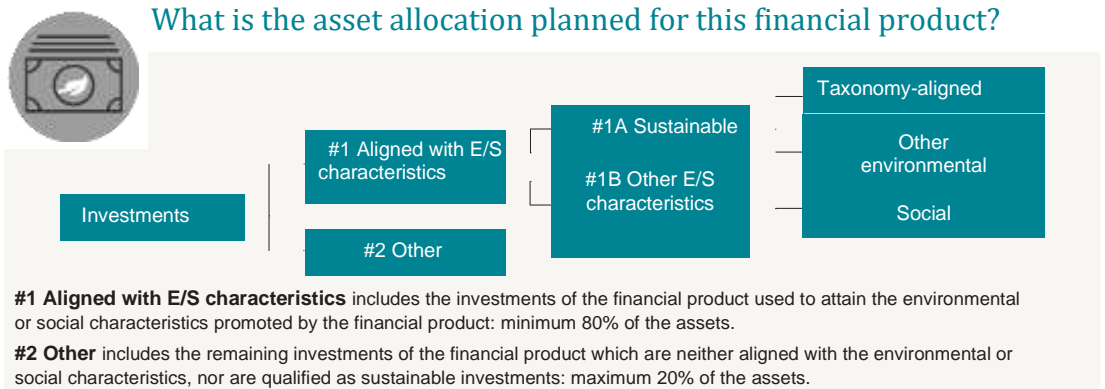 What is the asset allocation planned for this financial product?
Taxonomy-aligned
#1A Sustainable
Other
environmental
#1 Aligned with E/S
characteristics
#1B Other E/S
characteristics
Investments
Social
#2 Other
#1 Aligned with E/S characteristics includes the investments of the financial product used to attain the environmental
or social characteristics promoted by the financial product: minimum 80% of the assets.
#2 Other includes the remaining investments of the financial product which are neither aligned with the environmental or
social characteristics, nor are qualified as sustainable investments: maximum 20% of the assets.